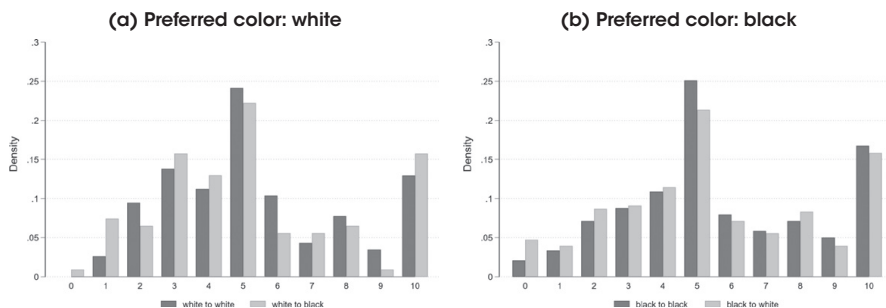 (a) Preferred color: white
.3
.25
.2
.15
.1
.05
0
Density
0 1 2 3 4 5 6 7 8 9 10
white to white white to black
(b) Preferred color: black
.3
.25
.2
.15
.1
.05
0
Density
0 1 2 3 4 5 6 7 8 9 10
black to black black to white